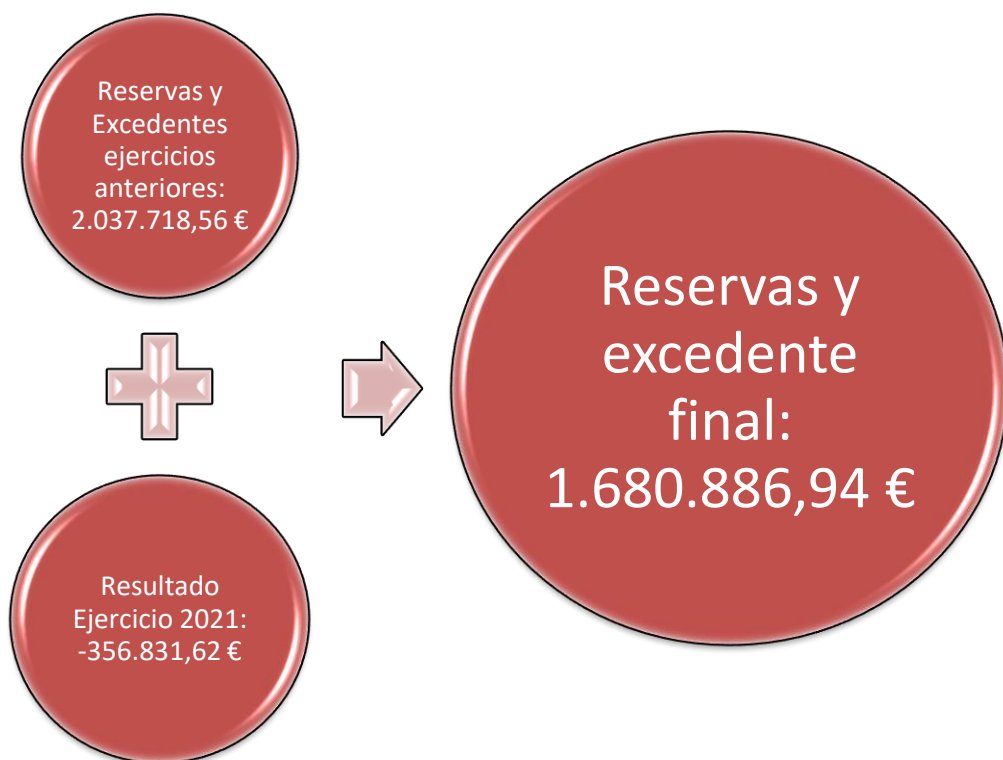 Reservas y
Excedentes
ejercicios
anteriores:
2.037.718,56 €
Resultado
Ejercicio 2021:
-356.831,62 €
Reservas y
excedente
final:
1.680.886,94 €